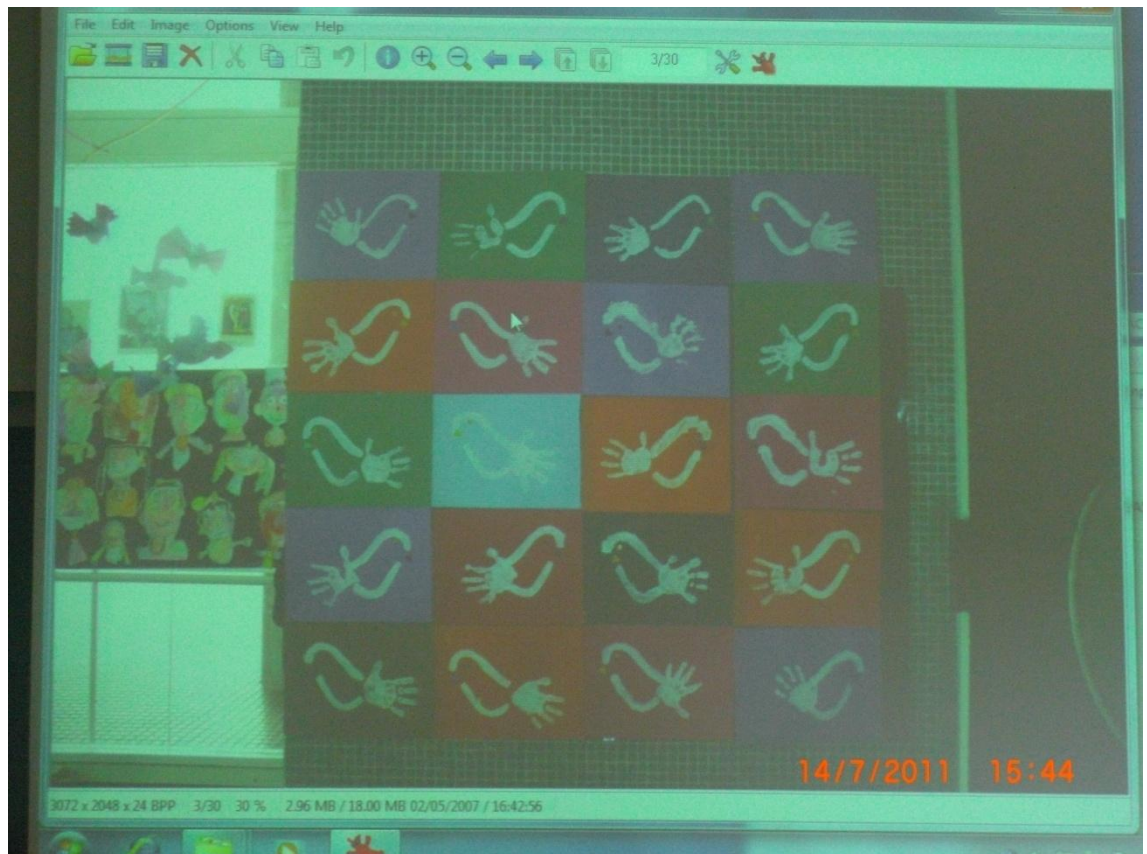 File Edit Image Options View Help
3/30
14/7/2011 15:44
3072 x 2048 x 24 BPP 3/30 30 % 2.96 MB / 18.00 MB 02/05/2007 / 16:42:56